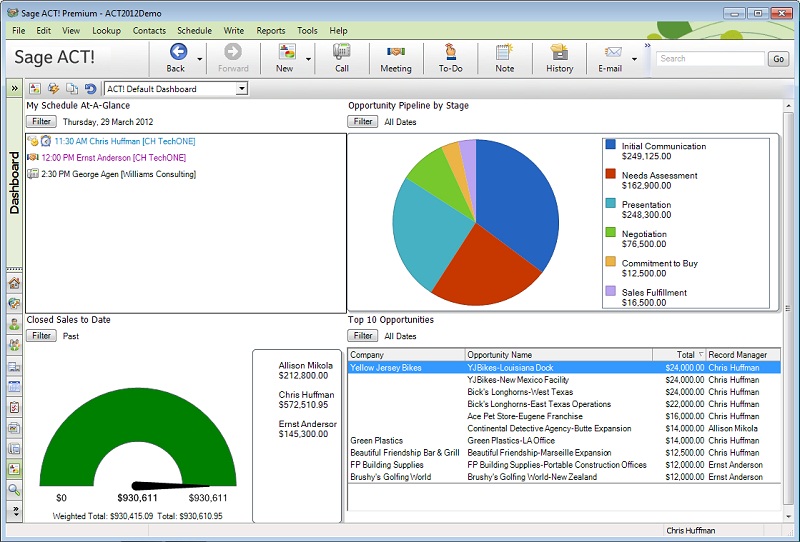 Sage ACT! Premium - ACT2012Demo
File Edit View Lookup Contacts Schedule Write Reports Tools Help
Sage ACT!
Back Forward New Call Meeting To-Do Note History E-mail » Search Go
» ACT! Default Dashboard
Dashboard
My Schedule At-A-Glance
Filter Thursday, 29 March 2012
11:30 AM Chris Huffman [CH TechONE]
12:00 PM Ernst Anderson [CH TechONE]
2:30 PM George Agen [Williams Consulting]
Opportunity Pipeline by Stage
Filter All Dates
Initial Communication
$249,125.00
Needs Assessment
$162,900.00
Presentation
$248,300.00
Negotiation
$76,500.00
Commitment to Buy
$12,500.00
Sales Fulfillment
$16,500.00
Closed Sales to Date
Filter Past
Allison Mikola
$212,800.00
Chris Huffman
$572,510.95
Ernst Anderson
$145,300.00
$0 $930,611 $930,611
Weighted Total: $930,415.09 Total: $930,610.95
Top 10 Opportunities
Filter All Dates
Company Opportunity Name Total Record Manager
Yellow Jersey Bikes YJBikes-Louisiana Dock $24,000.00 Chris Huffman
YJBikes-New Mexico Facility $24,000.00 Chris Huffman
Bick's Longhorns-West Texas $24,000.00 Chris Huffman
Bick's Longhorns-East Texas Operations $22,000.00 Chris Huffman
Ace Pet Store-Eugene Franchise $16,000.00 Chris Huffman
Continental Detective Agency-Butte Expansion $14,000.00 Allison Mikola
Green Plastics Green Plastics-LA Office $14,000.00 Chris Huffman
Beautiful Friendship Bar & Grill Beautiful Friendship-Marseille Expansion $12,500.00 Chris Huffman
FP Building Supplies FP Building Supplies-Portable Construction Offices $12,000.00 Ernst Anderson
Brushy's Golfing World Brushy's Golfing World-New Zealand $12,000.00 Ernst Anderson
»
Chris Huffman